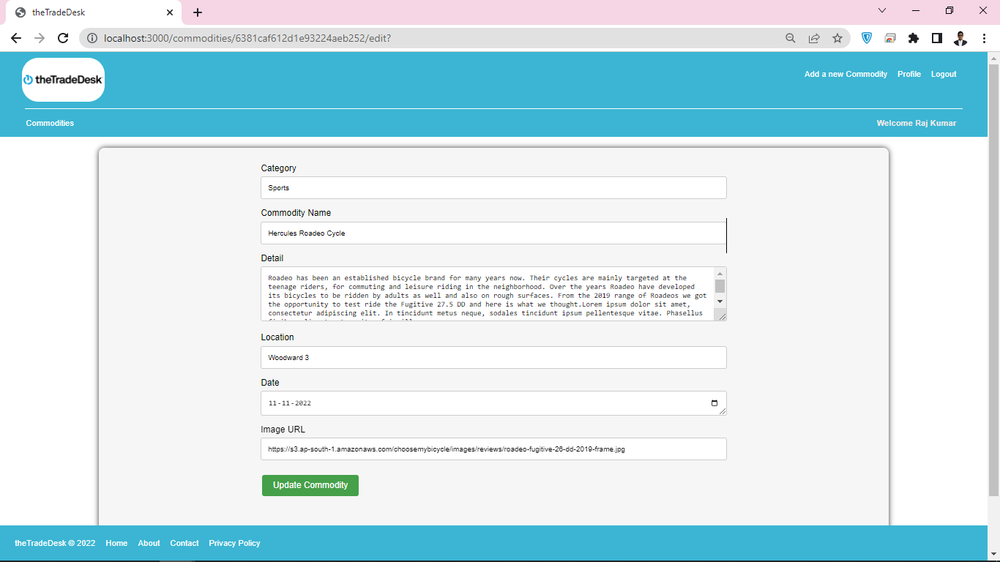 theTradeDesk
localhost:3000/commodities/6381caf612d1e93224aeb252/edit?
theTradeDesk
Add a new Commodity Profile Logout
Commodities Welcome Raj Kumar
Category
Sports
Commodity Name
Hercules Roadeo Cycle
Detail
Roadeo has been an established bicycle brand for many years now. Their cycles are mainly targeted at the
teenage riders, for commuting and leisure riding in the neighborhood. Over the years Roadeo have developed
its bicycles to be ridden by adults as well and also on rough surfaces. From the 2019 range of Roadeos we got
the opportunity to test ride the Fugitive 27.5 DD and here is what we thought.Lorem ipsum dolor sit amet,
consectetur adipiscing elit. In tincidunt metus neque, sodales tincidunt ipsum pellentesque vitae. Phasellus
Location
Woodward 3
Date
11-11-2022
Image URL
https://s3.ap-south-1.amazonaws.com/choosemybicycle/images/reviews/roadeo-fugitive-26-dd-2019-frame.jpg
Update Commodity
theTradeDesk © 2022 Home About Contact Privacy Policy